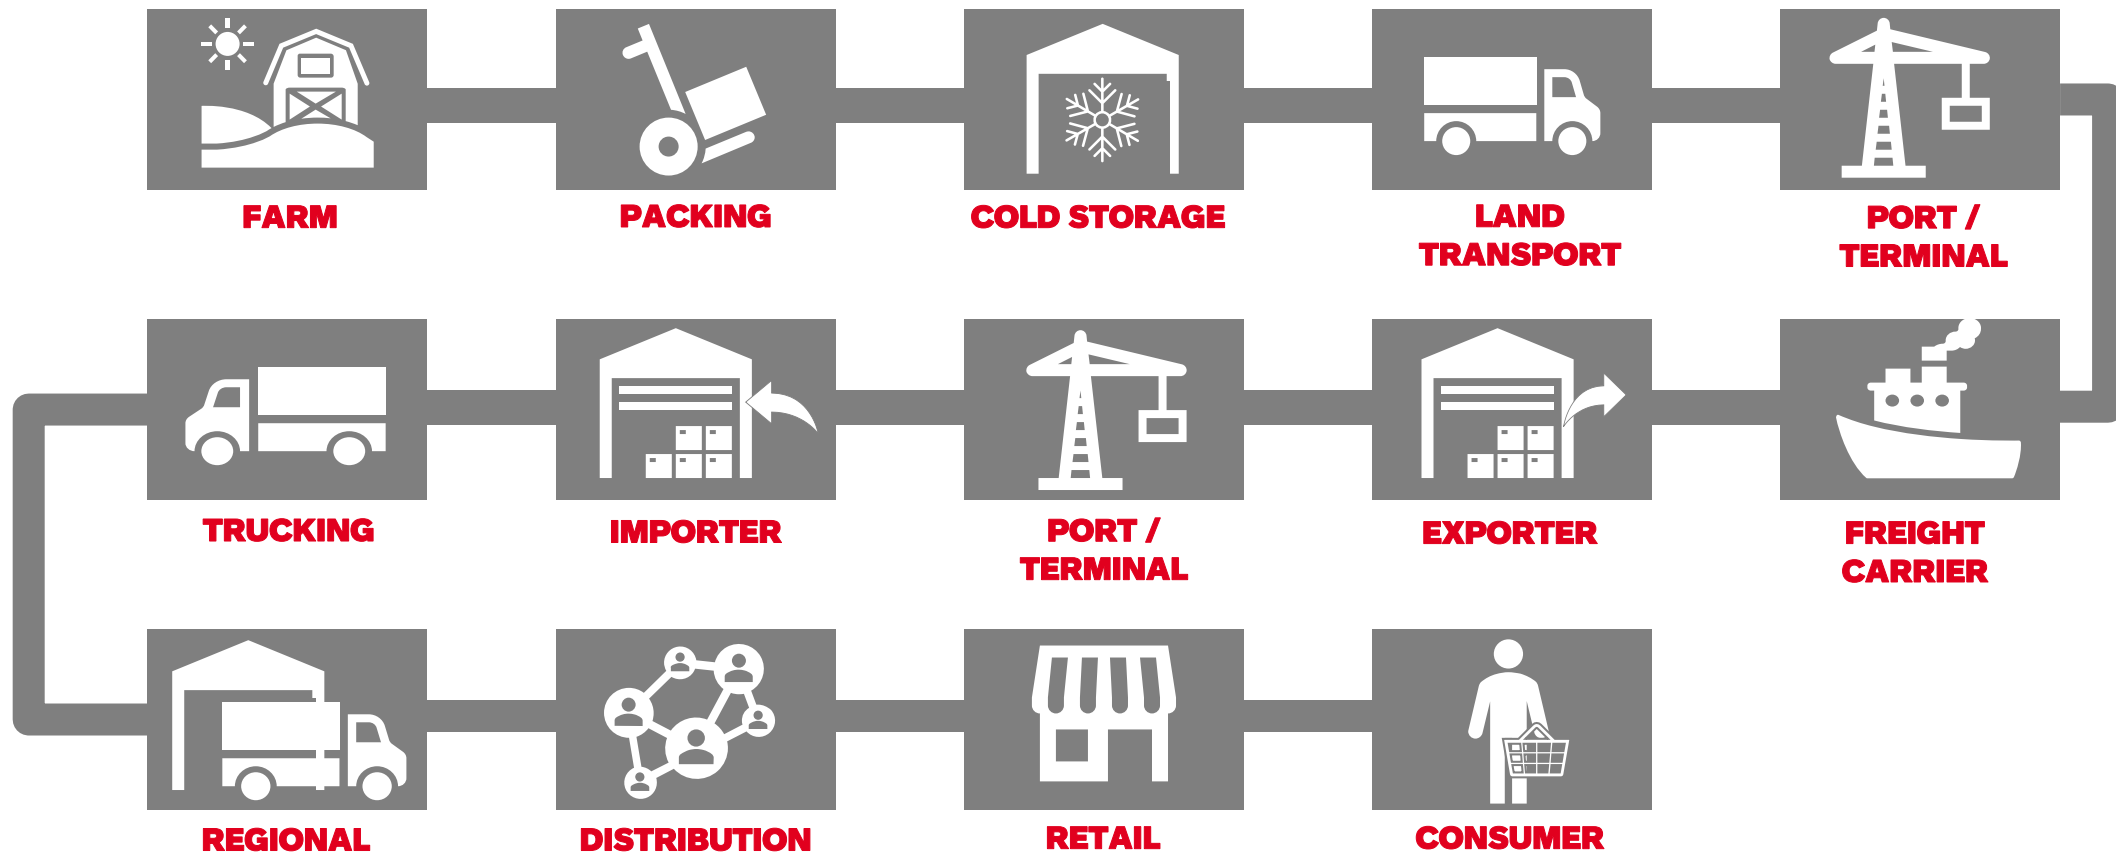 FARM
PACKING
COLD STORAGE
LAND
TRANSPORT
PORT /
TERMINAL
TRUCKING
IMPORTER
PORT /
TERMINAL
EXPORTER
FREIGHT
CARRIER
REGIONAL
DISTRIBUTION
RETAIL
CONSUMER